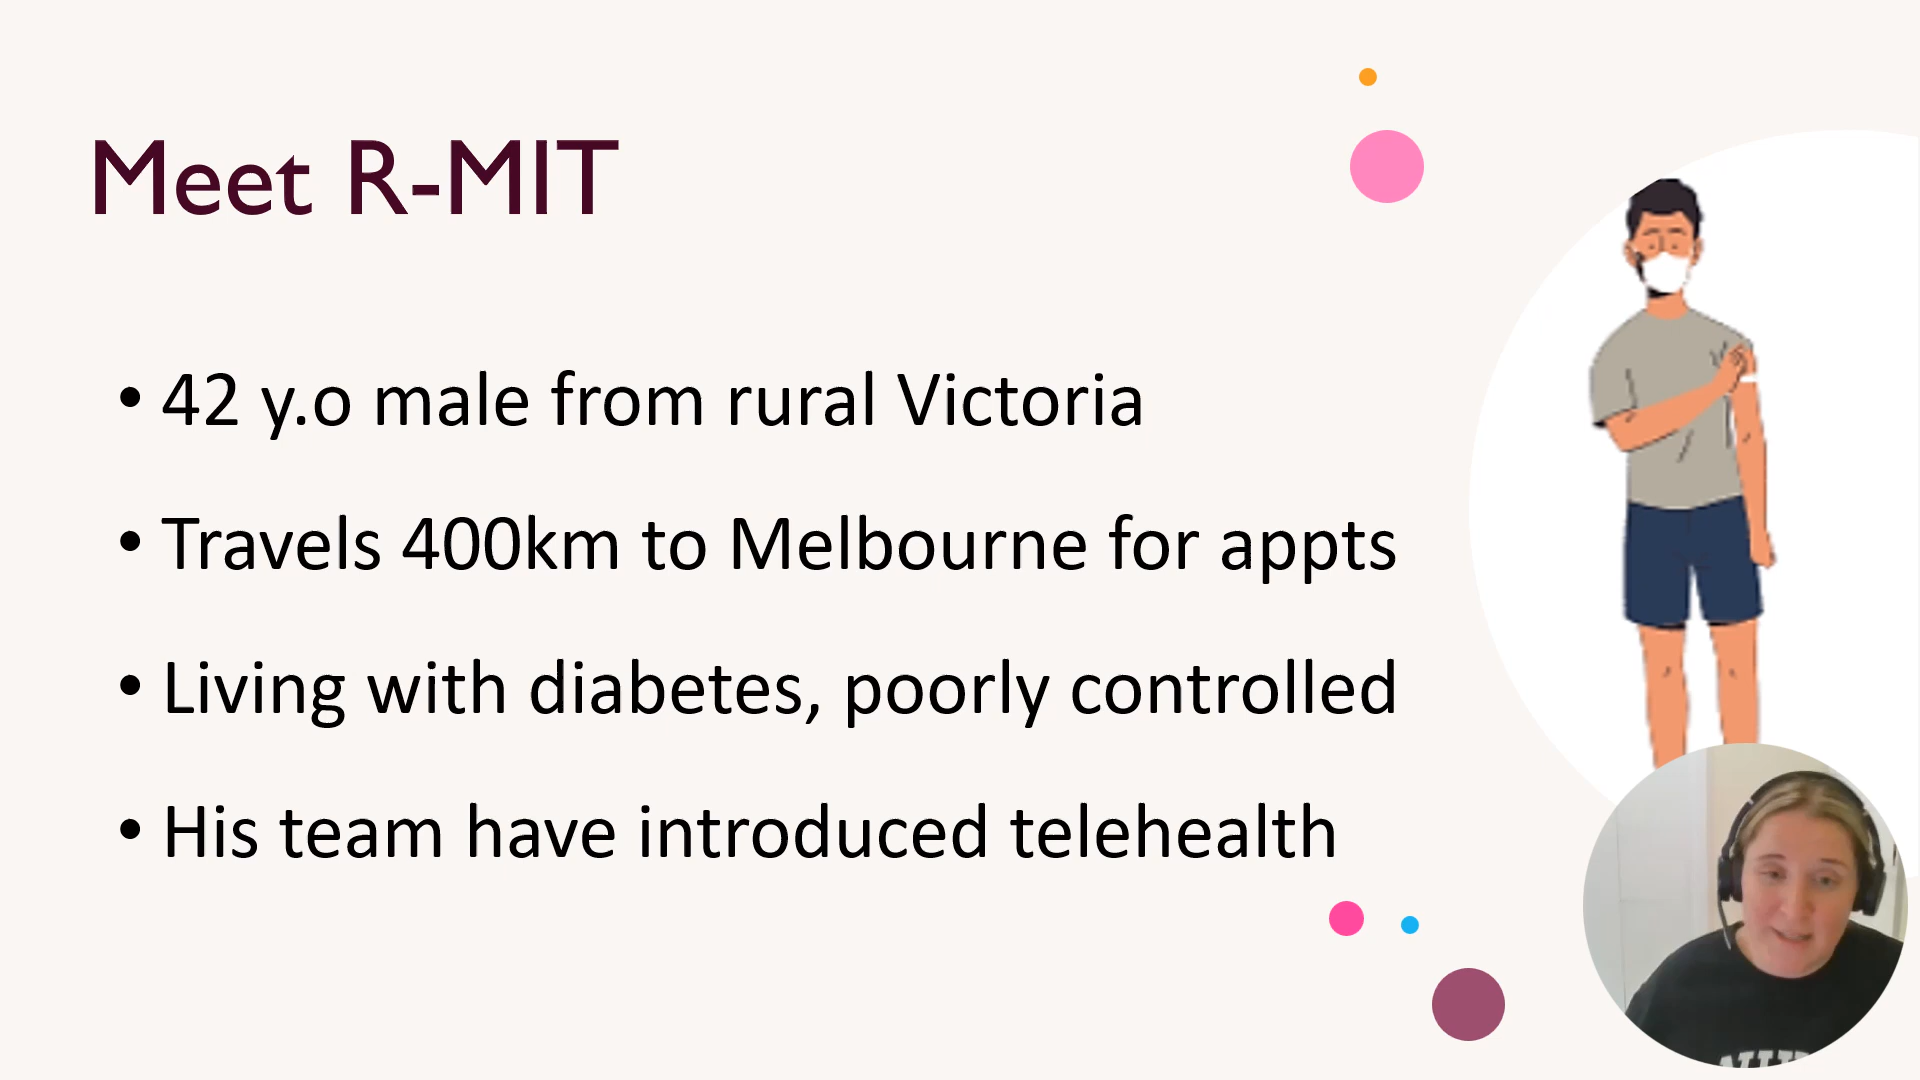 Meet R-MIT
• 42 y.o male from rural Victoria
• Travels 400km to Melbourne for appts
• Living with diabetes, poorly controlled
• His team have introduced telehealth